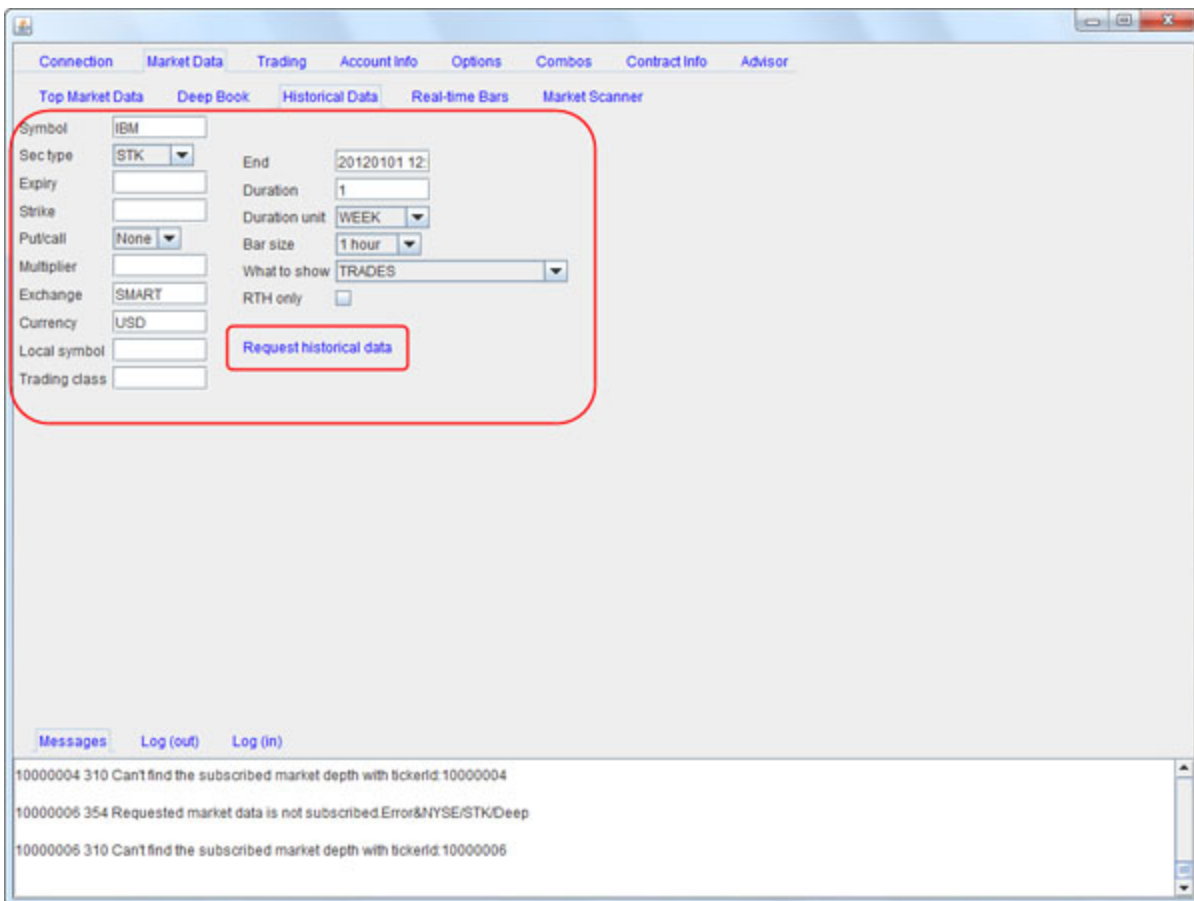 Connection Market Data Trading Account Info Options Combos Contract Info Advisor
Top Market Data Deep Book Historical Data Real-time Bars Market Scanner
Symbol IBM
Sec type STK
Expiry
Strike
Put/call None
Multiplier
Exchange SMART
Currency USD
Local symbol
Trading class
End 20120101 12:
Duration 1
Duration unit WEEK
Bar size 1 hour
What to show TRADES
RTH only
Request historical data
Messages Log (out) Log (in)
10000004 310 Can't find the subscribed market depth with tickerId:10000004
10000006 354 Requested market data is not subscribed.Error&NYSE/STK/Deep
10000006 310 Can't find the subscribed market depth with tickerId:10000006